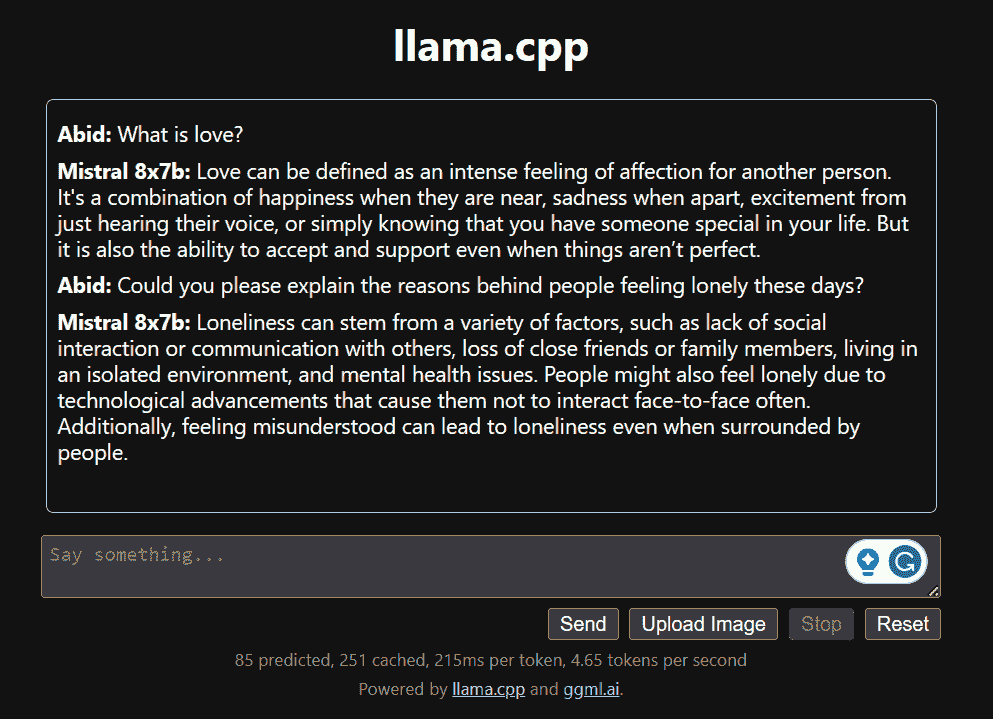 llama.cpp
Abid: What is love?
Mistral 8x7b: Love can be defined as an intense feeling of affection for another person.
It's a combination of happiness when they are near, sadness when apart, excitement from
just hearing their voice, or simply knowing that you have someone special in your life. But
it is also the ability to accept and support even when things aren’t perfect.
Abid: Could you please explain the reasons behind people feeling lonely these days?
Mistral 8x7b: Loneliness can stem from a variety of factors, such as lack of social
interaction or communication with others, loss of close friends or family members, living in
an isolated environment, and mental health issues. People might also feel lonely due to
technological advancements that cause them not to interact face-to-face often.
Additionally, feeling misunderstood can lead to loneliness even when surrounded by
people.
Say something...
Send Upload Image Stop Reset
85 predicted, 251 cached, 215ms per token, 4.65 tokens per second
Powered by llama.cpp and ggml.ai.